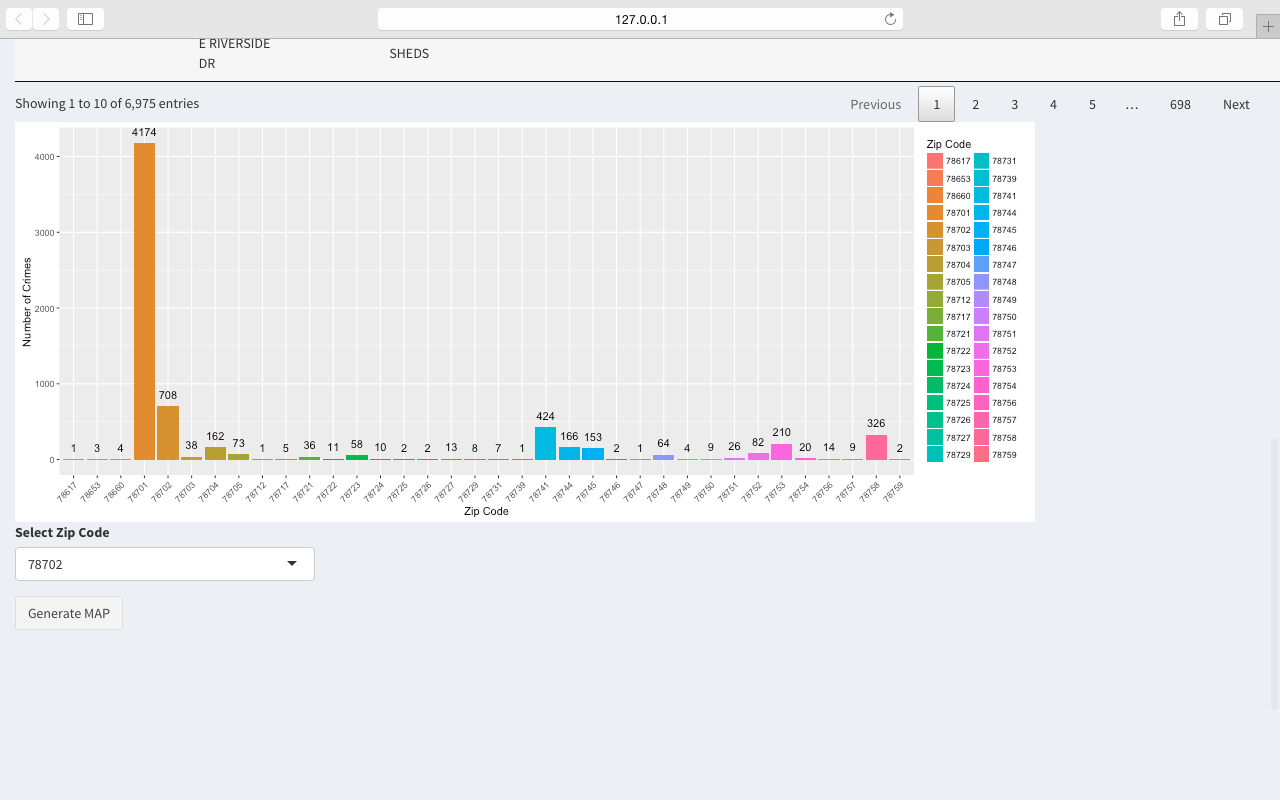 127.0.0.1
E RIVERSIDE
DR
SHEDS
Showing 1 to 10 of 6,975 entries
Previous 1 2 3 4 5 … 698 Next
4174
708
38
162
73
1 3 4 1 5 36 11 58 10 2 2 13 8 7 1 424 166 153 2 1 64 4 9 26 82 210 20 14 9 326 2
4000
3000
2000
1000
0
Number of Crimes
78617 78653 78660 78701 78702 78703 78704 78705 78712 78717 78721 78722 78723 78724 78725 78726 78727 78729 78731 78739 78741 78744 78745 78746 78747 78748 78749 78750 78751 78752 78753 78754 78756 78757 78758 78759
Zip Code
Zip Code
78617 78731
78653 78739
78660 78741
78701 78744
78702 78745
78703 78746
78704 78747
78705 78748
78712 78749
78717 78750
78721 78751
78722 78752
78723 78753
78724 78754
78725 78756
78726 78757
78727 78758
78729 78759
Select Zip Code
78702
Generate MAP